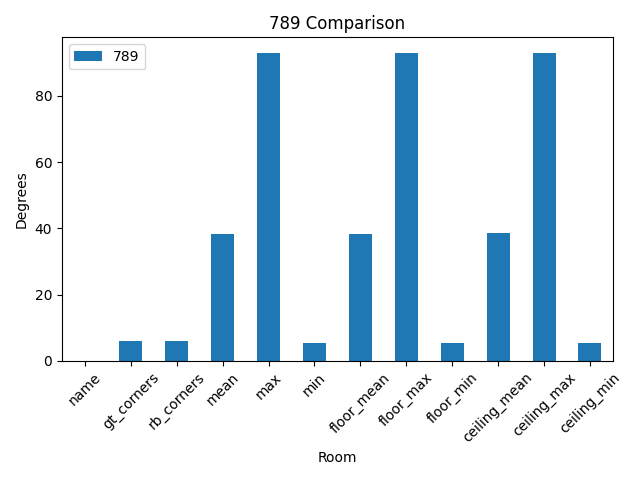 789 Comparison
789
Degrees
80
60
40
20
0
name
gt_corners
rb_corners
mean
max
min
floor_mean
floor_max
floor_min
ceiling_mean
ceiling_max
ceiling_min
Room